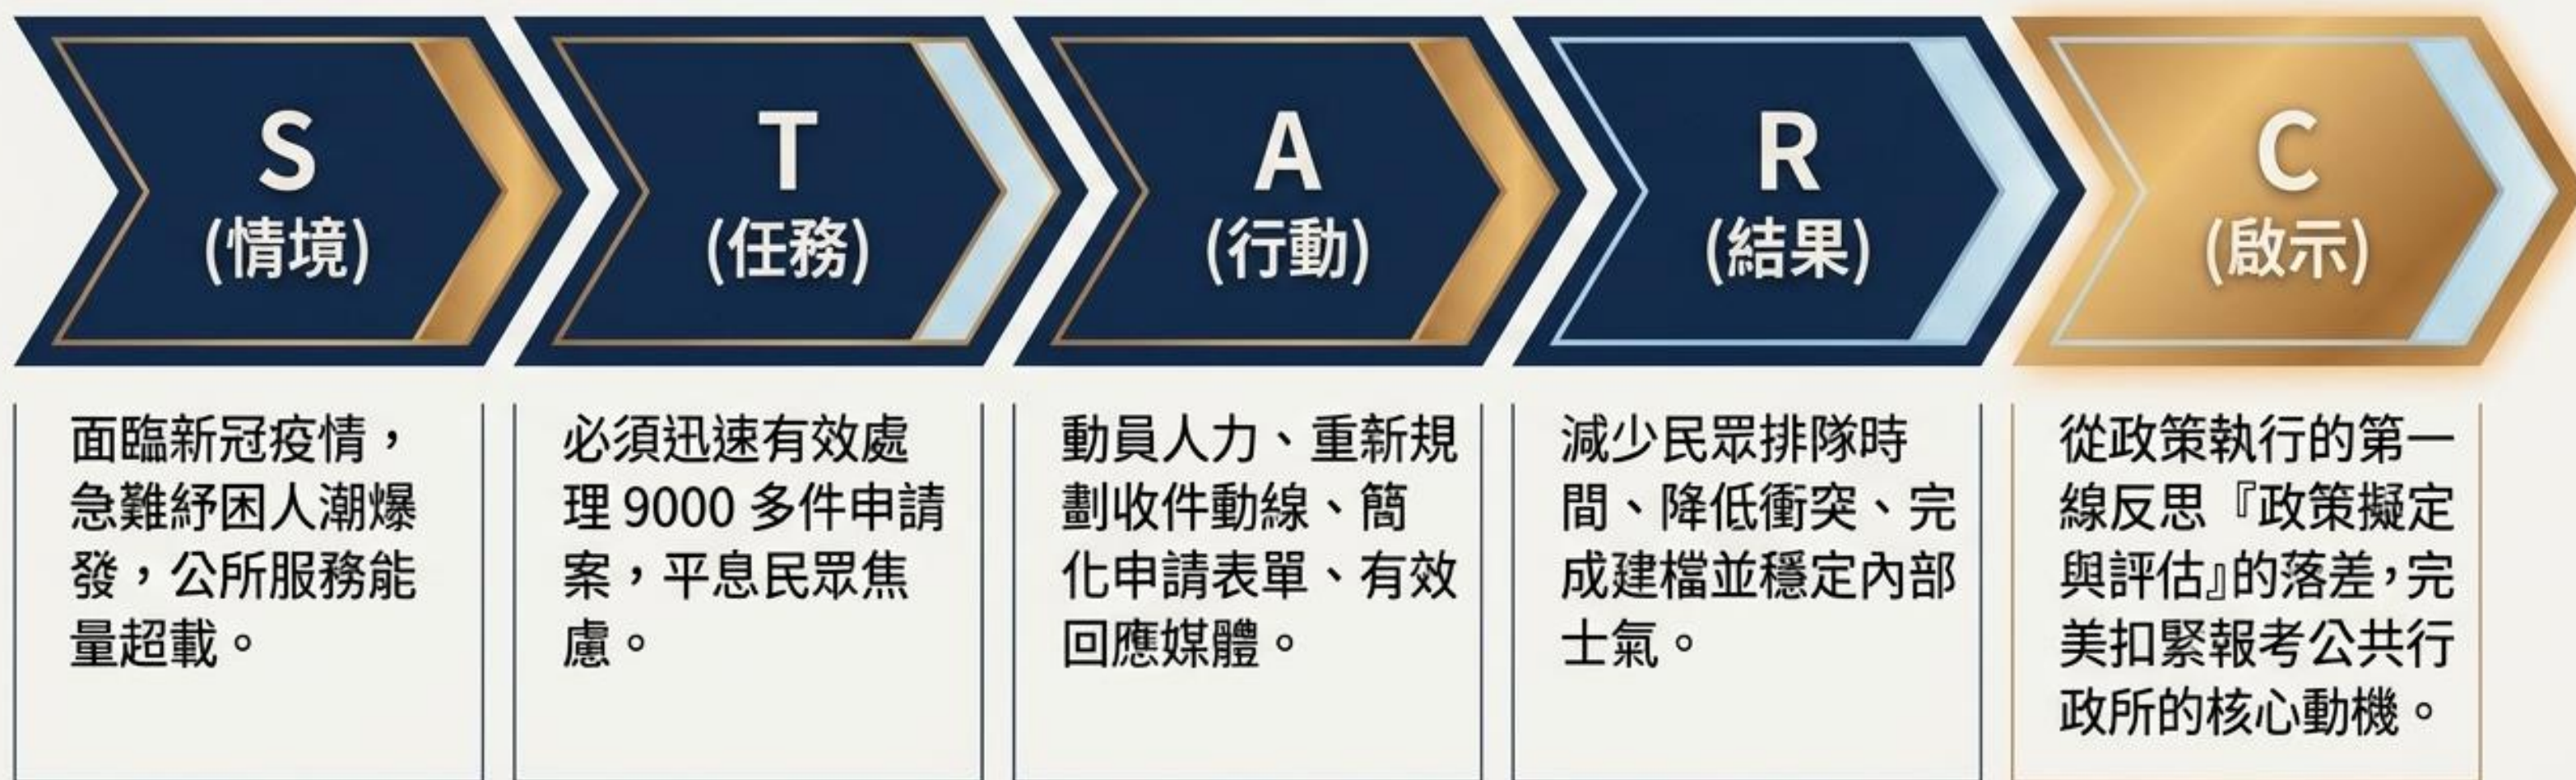 S
(情境)
面臨新冠疫情，
急難紓困人潮爆
發，公所服務能
量超載。
T
(任務)
必須迅速有效處
理 9000 多件申請
案，平息民眾焦
慮。
A
(行動)
動員人力、重新規
劃收件動線、簡
化申請表單、有效
回應媒體。
R
(結果)
減少民眾排隊時
間、降低衝突、完
成建檔並穩定內部
士氣。
C
(啟示)
從政策執行的第一
線反思『政策擬定
與評估』的落差，完
美扣緊報考公共行
政所的核心動機。